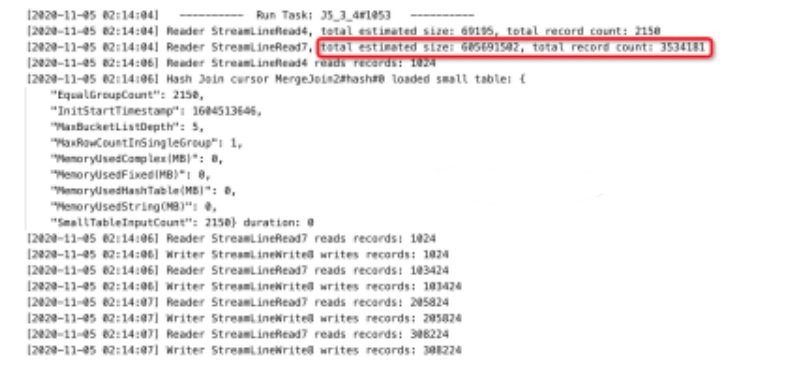 [2020-11-05 02:14:04] ----------- Run Task: J5_3_4#1053 -----------
[2020-11-05 02:14:04] Reader StreamLineRead4, total estimated size: 69195, total record count: 2150
[2020-11-05 02:14:04] Reader StreamLineRead7, total estimated size: 605691502, total record count: 3534181
[2020-11-05 02:14:06] Reader StreamLineRead4 reads records: 1024
[2020-11-05 02:14:06] Hash Join cursor MergeJoin2#hash#0 loaded small table: {
"EqualGroupCount": 2150,
"InitStartTimestamp": 1604513646,
"MaxBucketListDepth": 5,
"MaxRowCountInSingleGroup": 1,
"MemoryUsedComplex(MB)": 0,
"MemoryUsedFixed(MB)": 0,
"MemoryUsedHashTable(MB)": 0,
"MemoryUsedString(MB)": 0,
"SmallTableInputCount": 2150} duration: 0
[2020-11-05 02:14:06] Reader StreamLineRead7 reads records: 1024
[2020-11-05 02:14:06] Writer StreamLineWrite8 writes records: 1024
[2020-11-05 02:14:06] Reader StreamLineRead7 reads records: 103424
[2020-11-05 02:14:06] Writer StreamLineWrite8 writes records: 103424
[2020-11-05 02:14:07] Reader StreamLineRead7 reads records: 205824
[2020-11-05 02:14:07] Writer StreamLineWrite8 writes records: 205824
[2020-11-05 02:14:07] Reader StreamLineRead7 reads records: 308224
[2020-11-05 02:14:07] Writer StreamLineWrite8 writes records: 308224